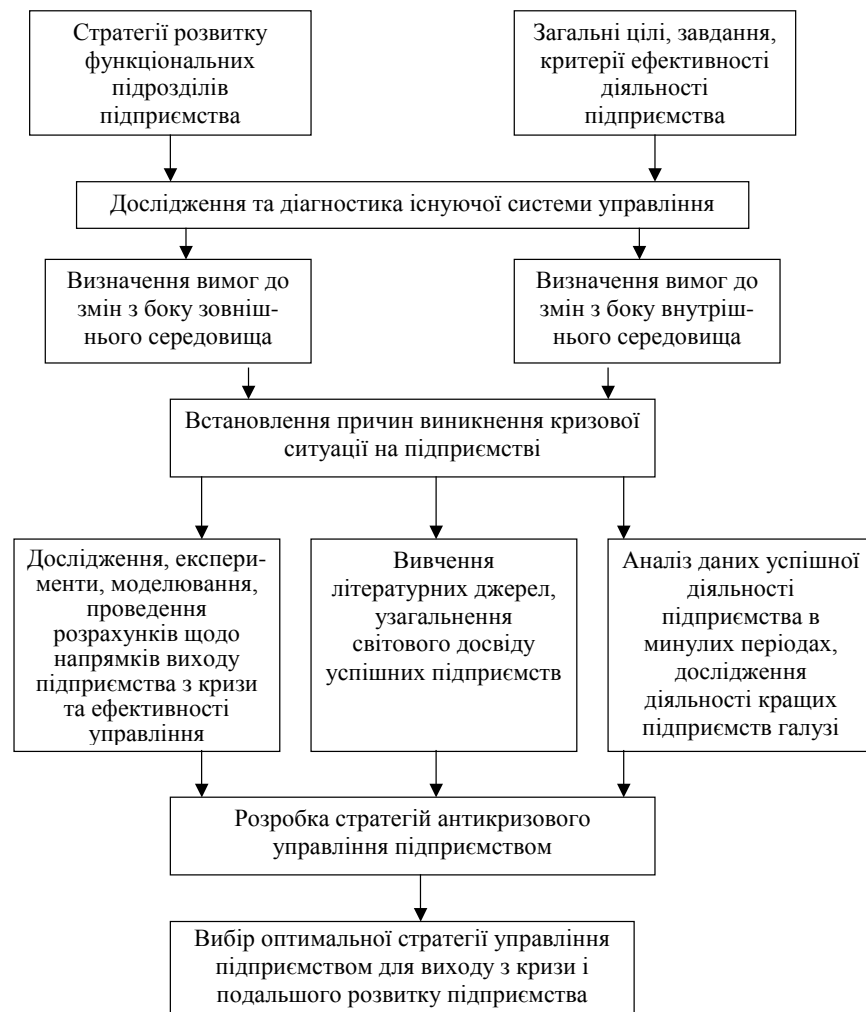 Стратегії розвитку
функціональних
підрозділів
підприємства
Загальні цілі, завдання,
критерії ефективності
діяльності
підприємства
Дослідження та діагностика існуючої системи управління
Визначення вимог до
змін з боку зовніш-
нього середовища
Визначення вимог до
змін з боку внутріш-
нього середовища
Встановлення причин виникнення кризової
ситуації на підприємстві
Дослідження, експери-
менти, моделювання,
проведення
розрахунків щодо
напрямків виходу
підприємства з кризи
та ефективності
управління
Вивчення
літературних джерел,
узагальнення
світового досвіду
успішних підприємств
Аналіз даних успішної
діяльності
підприємства в
минулих періодах,
дослідження
діяльності кращих
підприємств галузі
Розробка стратегій антикризового
управління підприємством
Вибір оптимальної стратегії управління
підприємством для виходу з кризи і
подальшого розвитку підприємства